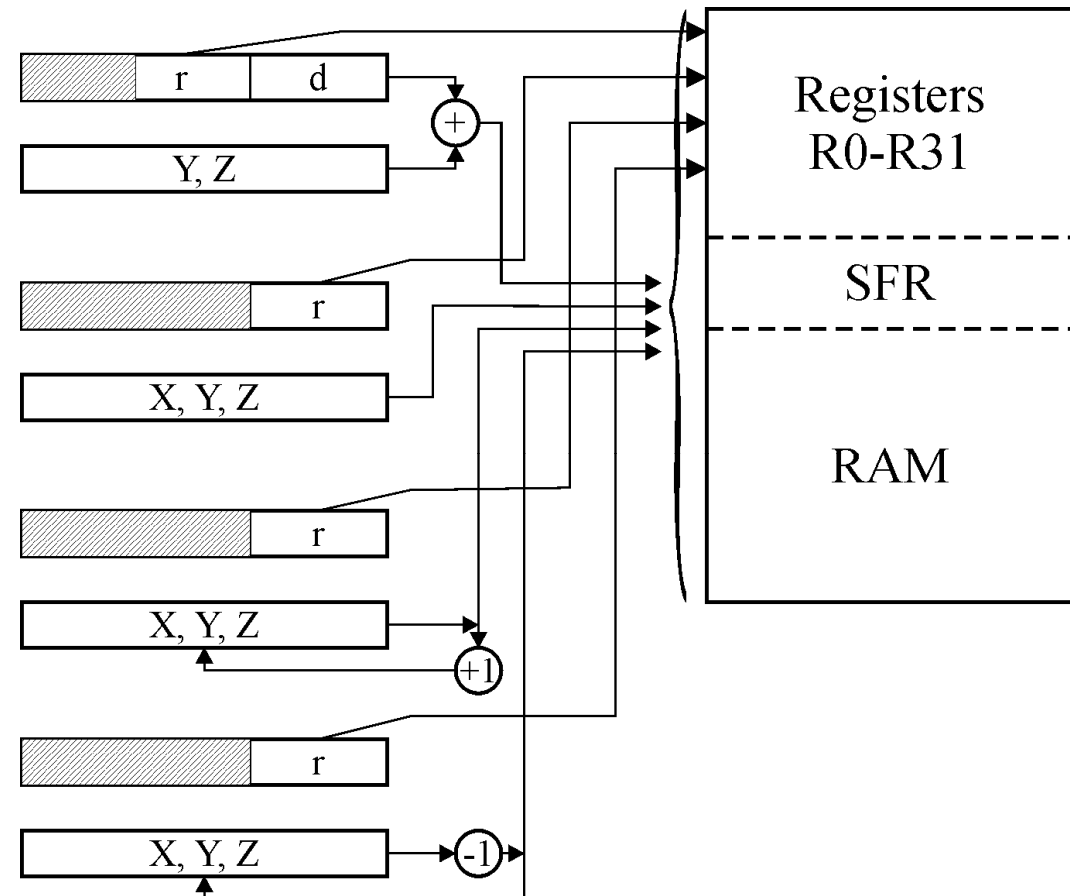 r
d
+
Y, Z
r
X, Y, Z
r
X, Y, Z
+1
r
X, Y, Z
-1
Registers
R0-R31
SFR
RAM